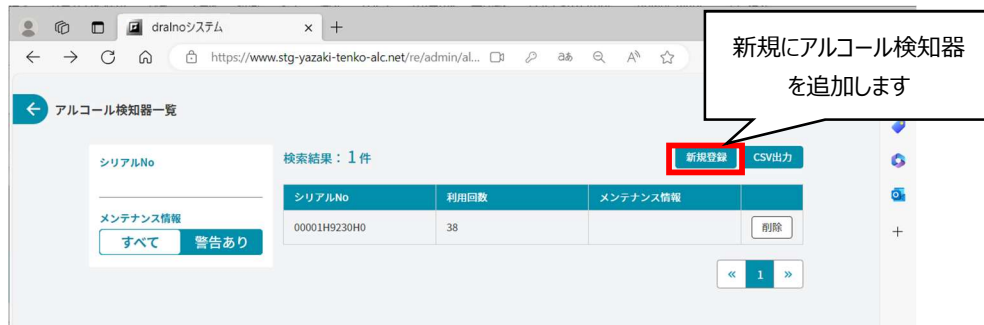 dralnoシステム
新規にアルコール検知器
を追加します
https://www.stg-yazaki-tenko-alc.net/re/admin/al...
アルコール検知器一覧
シリアルNo
検索結果：1件
新規登録
CSV出力
シリアルNo 利用回数 メンテナンス情報
00001H9230H0 38 削除
メンテナンス情報
すべて 警告あり
« 1 »